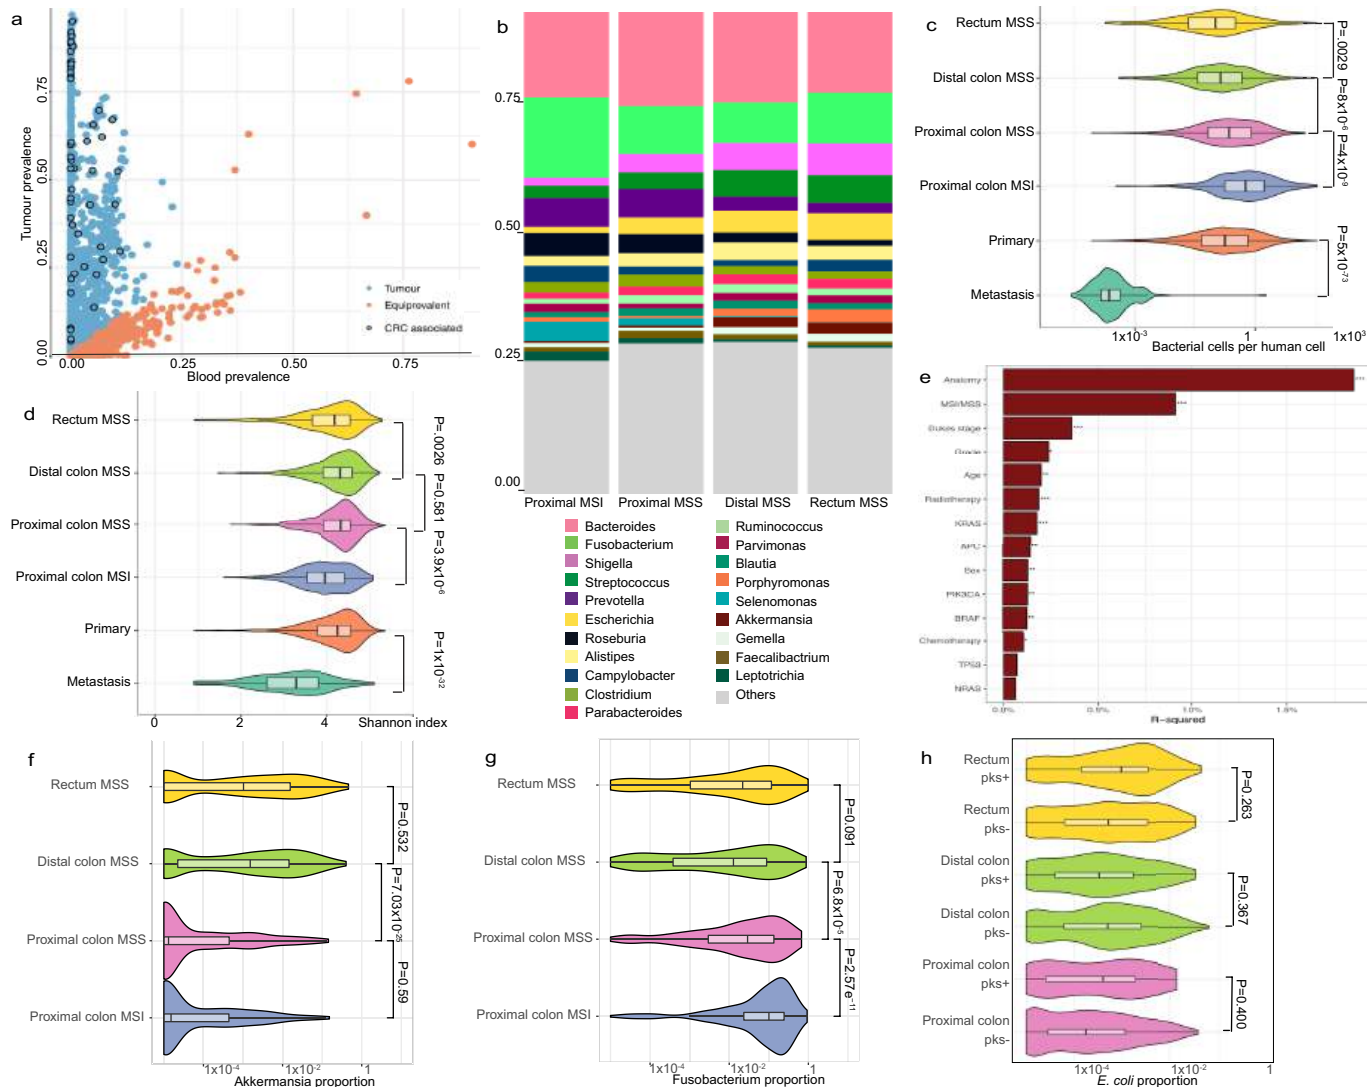 a
Tumour prevalence
0.75
0.50
0.25
0.00
0.00
0.25
0.50
0.75
Blood prevalence
Tumour
Equiprevalent
CRC associated
b
0.75
0.50
0.25
0.00
Proximal MSI
Proximal MSS
Distal MSS
Rectum MSS
Bacteroides
Fusobacterium
Shigella
Streptococcus
Prevotella
Escherichia
Roseburia
Alistipes
Campylobacter
Clostridium
Parabacteroides
Ruminococcus
Parvimonas
Blautia
Porphyromonas
Selenomonas
Akkermansia
Gemella
Faecalibactrium
Leptotrichia
Others
c
Rectum MSS
Distal colon MSS
Proximal colon MSS
Proximal colon MSI
Primary
Metastasis
P=.0029
P=8x10-6
P=4x10-9
P=5x10-73
1x10-3
1
1x103
Bacterial cells per human cell
d
Rectum MSS
Distal colon MSS
Proximal colon MSS
Proximal colon MSI
Primary
Metastasis
P=.0026
P=0.581
P=3.9x10-6
P=1x10-32
0
2
4
Shannon index
e
Anatomy
MSI/MSS
Dukes stage
Grade
Age
Radiotherapy
KRAS
APC
Sex
PIK3CA
BRAF
Chemotherapy
TP53
NRAS
0.0%
0.5%
1.0%
1.5%
R-squared
f
Rectum MSS
Distal colon MSS
Proximal colon MSS
Proximal colon MSI
P=0.532
P=7.03x10-25
P=0.59
1x10-4
1x10-2
1
Akkermansia proportion
g
Rectum MSS
Distal colon MSS
Proximal colon MSS
Proximal colon MSI
P=0.091
P=6.8x10-5
P=2.57e-11
1x10-4
1x10-2
1
Fusobacterium proportion
h
Rectum
pks+
Rectum
pks-
Distal colon
pks+
Distal colon
pks-
Proximal colon
pks+
Proximal colon
pks-
P=0.263
P=0.367
P=0.400
1x10-4
1x10-2
1
E. coli proportion